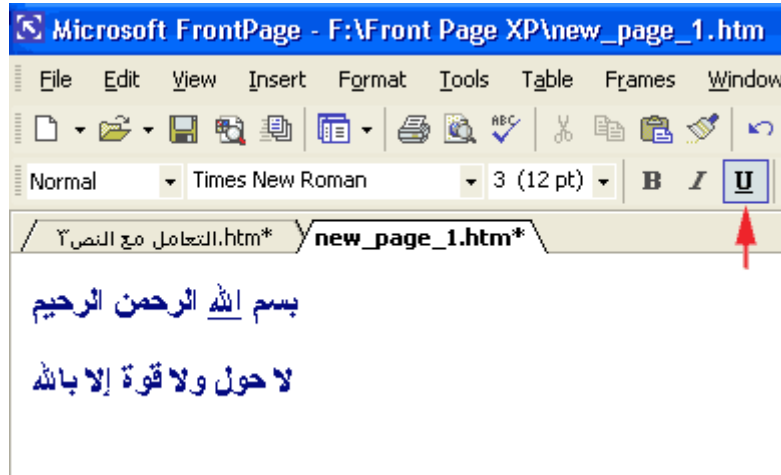 Microsoft FrontPage - F:\Front Page XP\new_page_1.htm
File Edit View Insert Format Tools Table Frames Window
ABC
Normal Times New Roman 3 (12 pt) B I U
التعامل مع النص٢.htm* new_page_1.htm*
بسم الله الرحمن الرحيم
لا حول ولا قوة إلا بالله